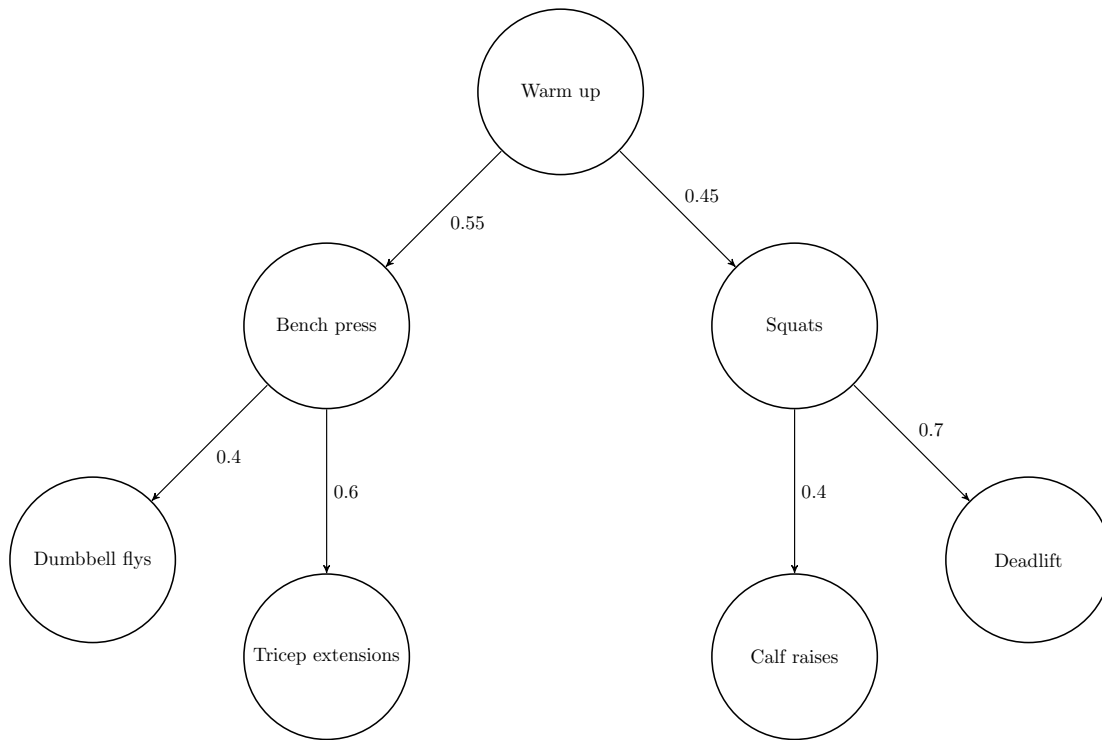 Warm up
0.55
0.45
Bench press
Squats
0.4
0.6
0.4
0.7
Dumbbell flys
Tricep extensions
Calf raises
Deadlift